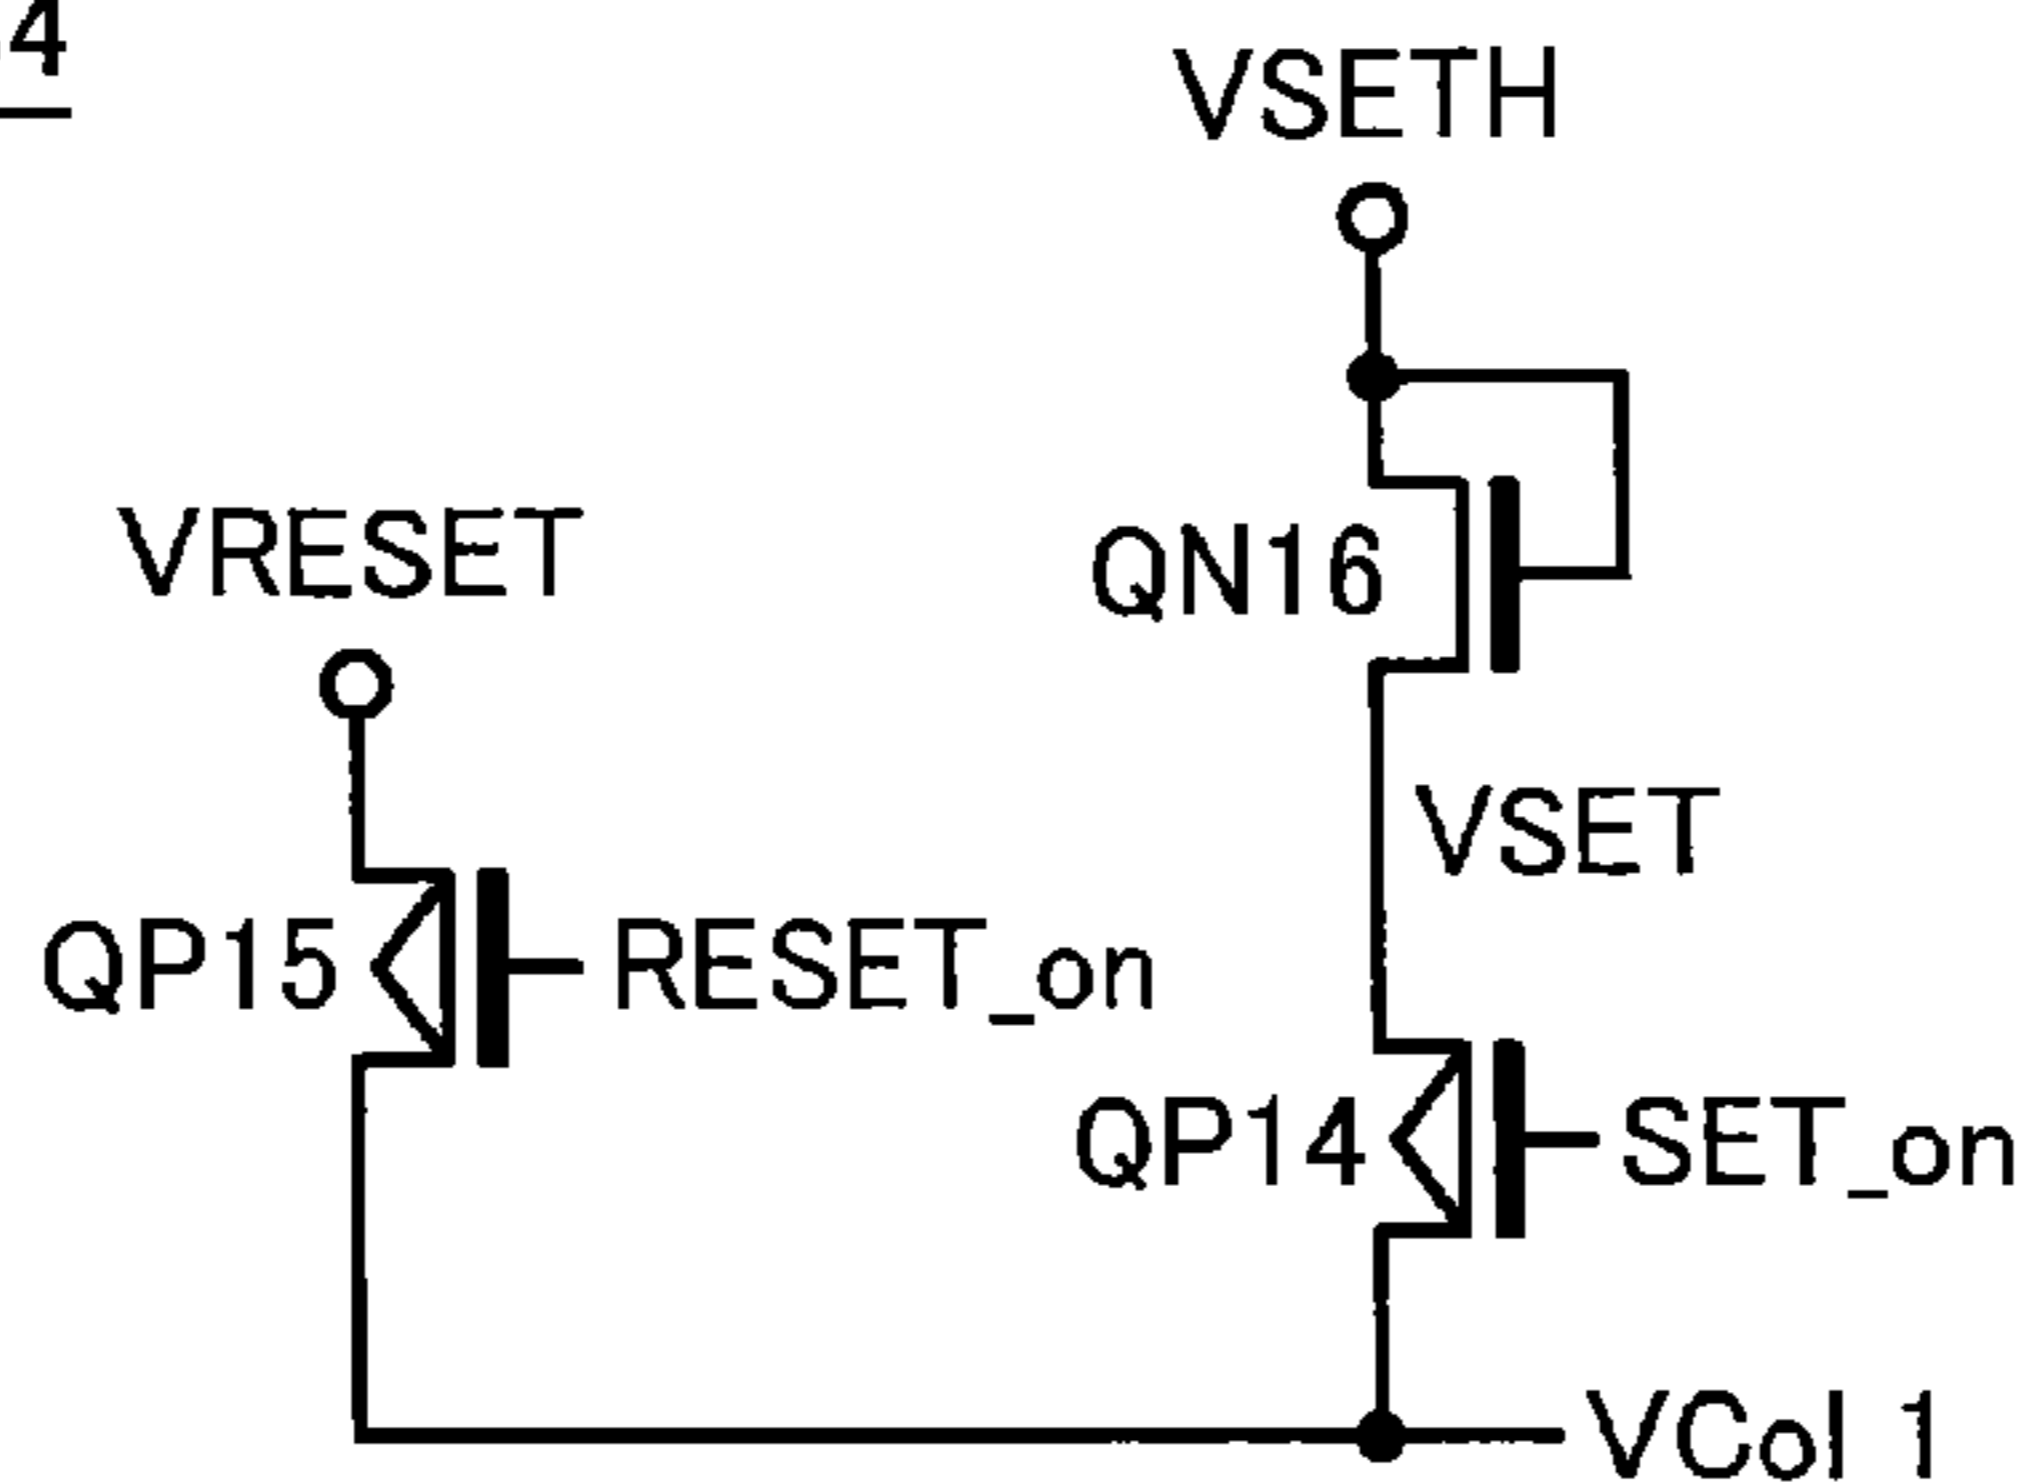 4
VSETH
VRESET
QN16
VSET
QP15
RESET_on
QP14
SET_on
VCol 1